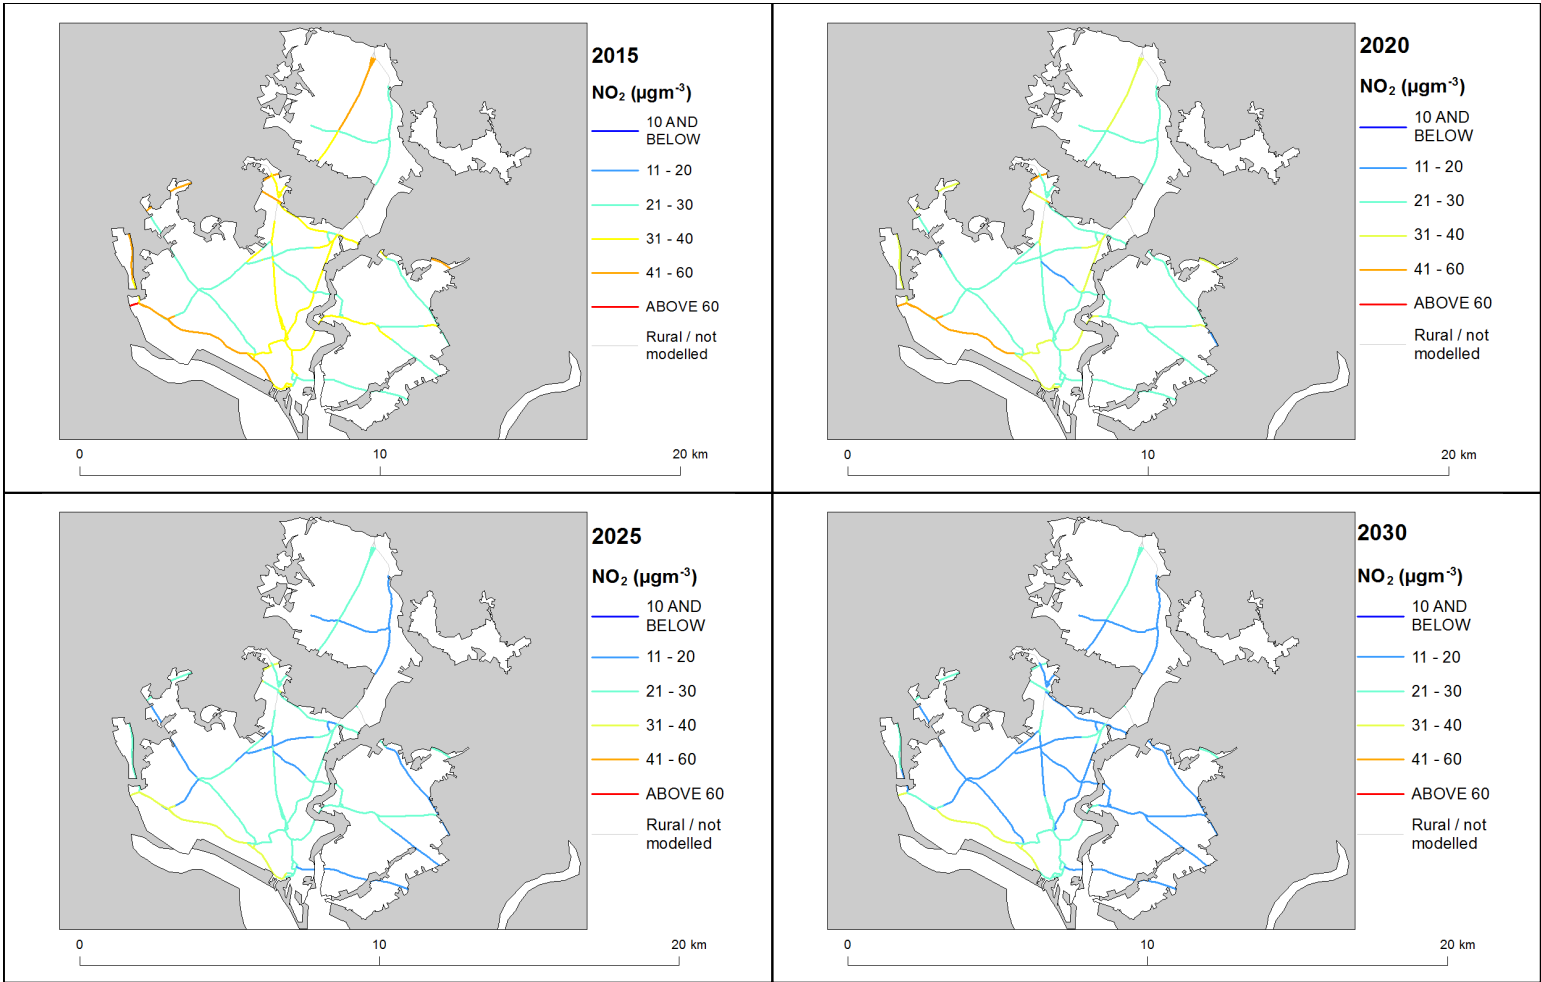 2015
NO₂ (µgm⁻³)
10 AND
BELOW
11 - 20
21 - 30
31 - 40
41 - 60
ABOVE 60
Rural / not
modelled
0 10 20 km
2020
NO₂ (µgm⁻³)
10 AND
BELOW
11 - 20
21 - 30
31 - 40
41 - 60
ABOVE 60
Rural / not
modelled
0 10 20 km
2025
NO₂ (µgm⁻³)
10 AND
BELOW
11 - 20
21 - 30
31 - 40
41 - 60
ABOVE 60
Rural / not
modelled
0 10 20 km
2030
NO₂ (µgm⁻³)
10 AND
BELOW
11 - 20
21 - 30
31 - 40
41 - 60
ABOVE 60
Rural / not
modelled
0 10 20 km